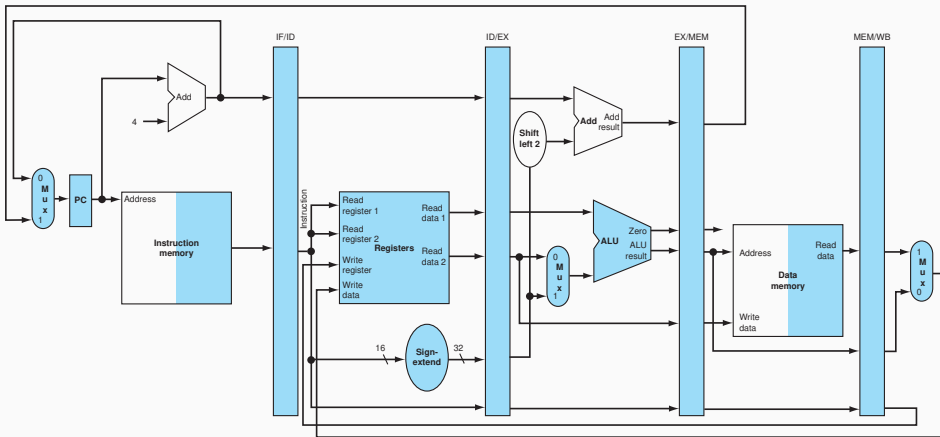 IF/ID
ID/EX
EX/MEM
MEM/WB
Add
4
Add
Add
result
Shift
left 2
0
M
u
x
1
PC
Address
Instruction
memory
Instruction
Read
register 1
Read
register 2
Write
register
Write
data
Registers
Read
data 1
Read
data 2
0
M
u
x
1
Zero
ALU
ALU
result
Address
Read
data
Data
memory
Write
data
1
M
u
x
0
16
Sign-
extend
32